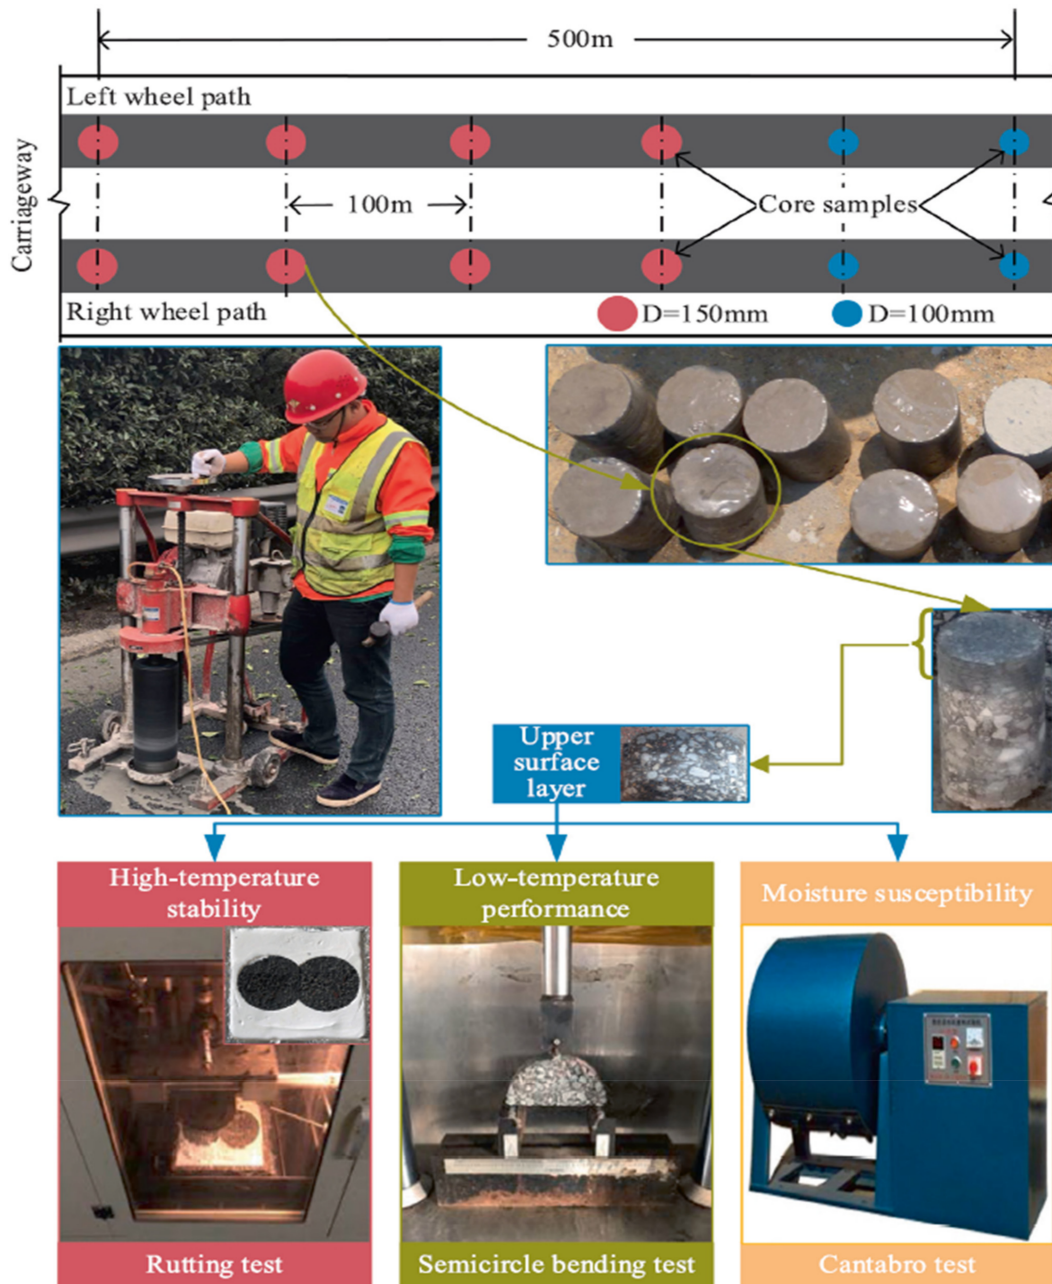 500m
Left wheel path
Carriageway
100m
Core samples
Right wheel path
D=150mm
D=100mm
Upper
surface
layer
High-temperature
stability
Low-temperature
performance
Moisture susceptibility
Rutting test
Semicircle bending test
Cantabro test